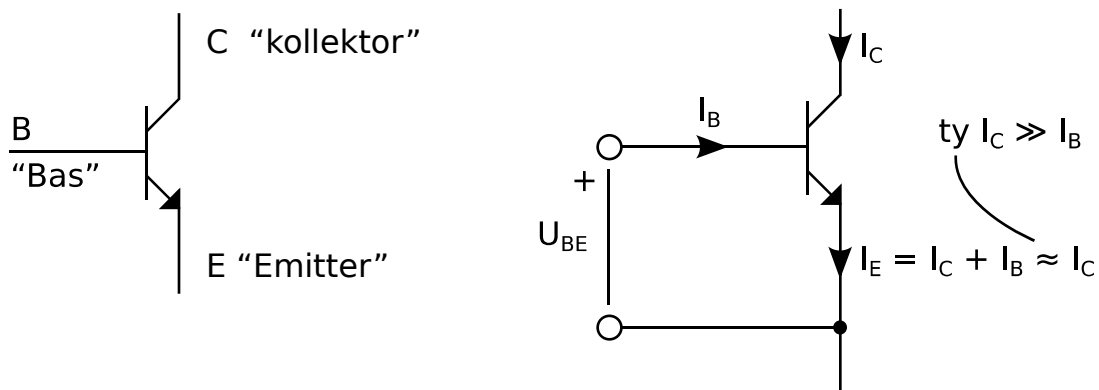 C “kollektor”
B
“Bas”
E “Emitter”
I_C
I_B
ty I_C ≫ I_B
+
U_BE
I_E = I_C + I_B ≈ I_C